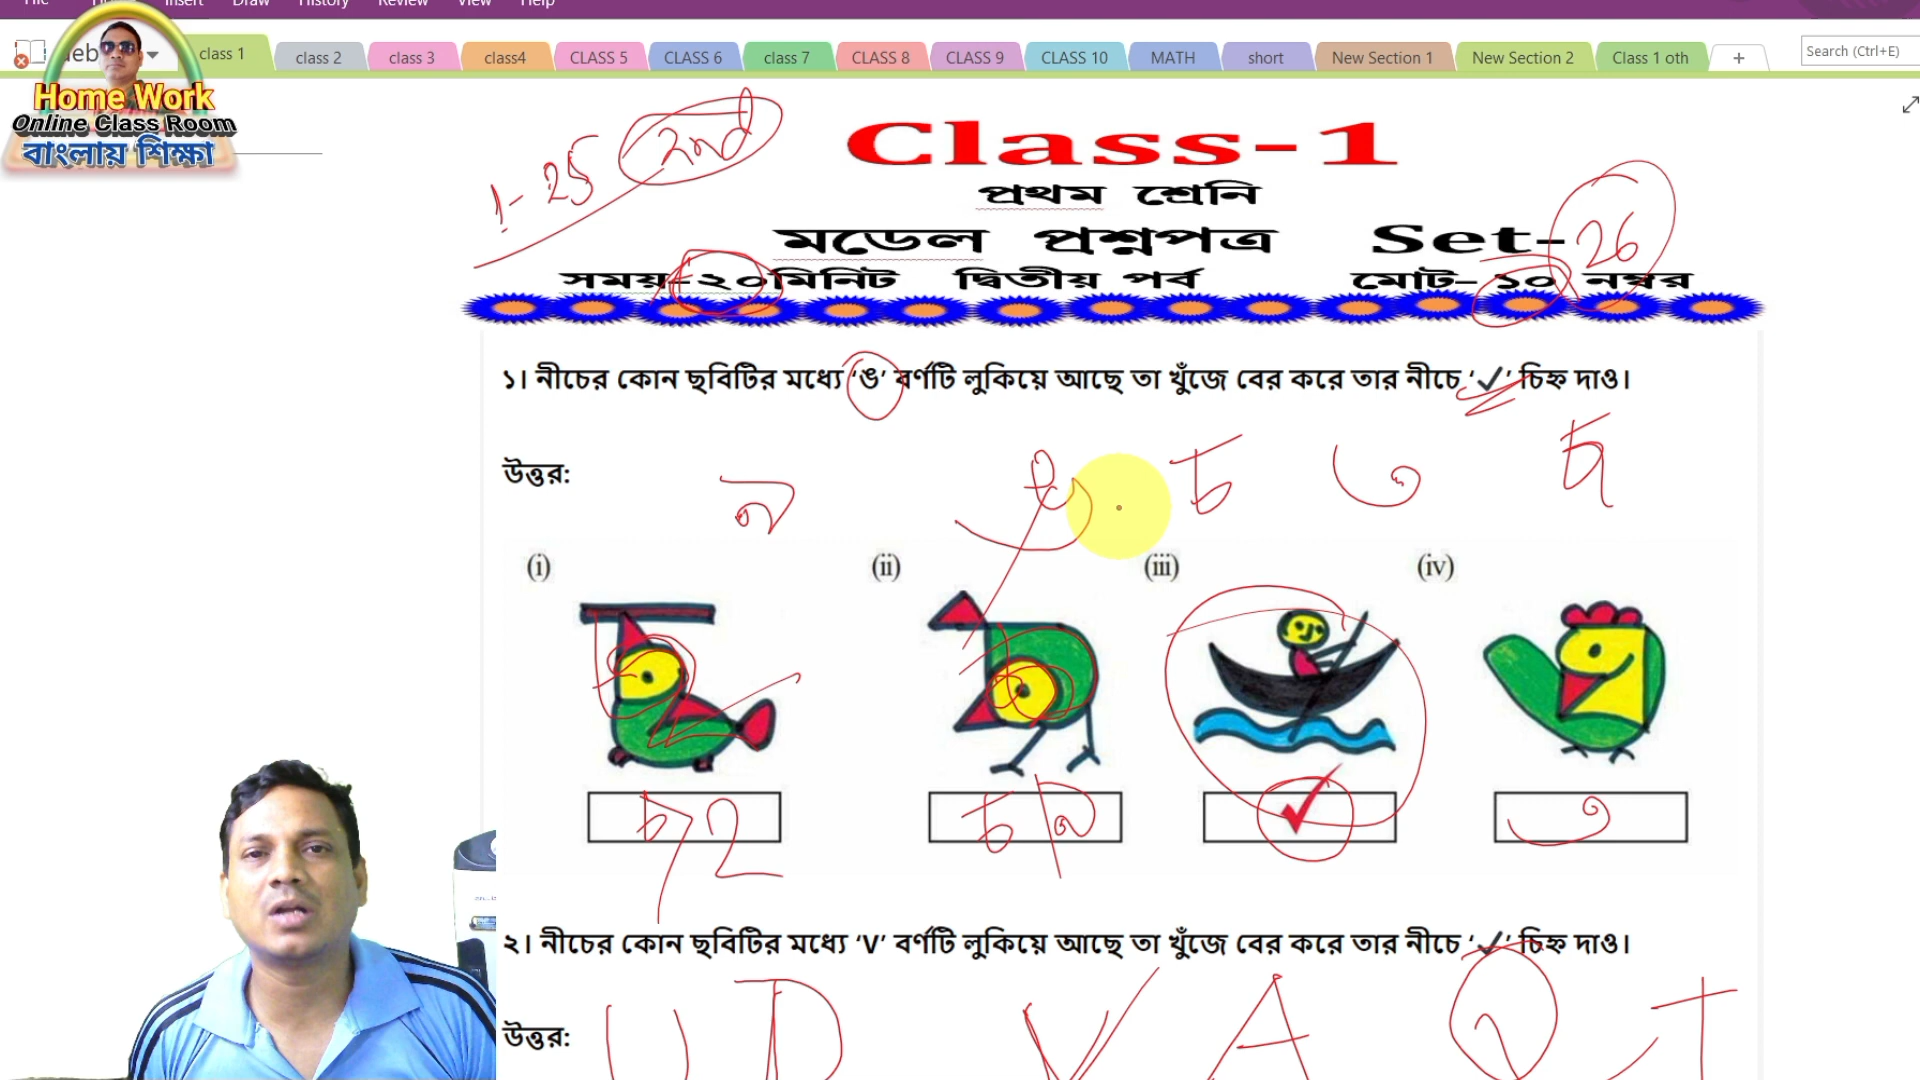 File Home Insert Draw History Review View Help
class 1 class 2 class 3 class4 CLASS 5 CLASS 6 class 7 CLASS 8 CLASS 9 CLASS 10 MATH short New Section 1 New Section 2 Class 1 oth +
Search (Ctrl+E)
Home Work
Online Class Room
বাংলায় শিক্ষা
1-25 2nd
Class-1
প্রথম শ্রেনি
মডেল প্রশ্নপত্র Set-26
সময়-২০মিনিট দ্বিতীয় পর্ব মোট-১০ নম্বর
১। নীচের কোন ছবিটির মধ্যে ‘ঙ’ বর্ণটি লুকিয়ে আছে তা খুঁজে বের করে তার নীচে ‘✓’ চিহ্ন দাও।
উত্তর:
(i) (ii) (iii) (iv)
২। নীচের কোন ছবিটির মধ্যে ‘V’ বর্ণটি লুকিয়ে আছে তা খুঁজে বের করে তার নীচে ‘✓’ চিহ্ন দাও।
উত্তর:
U D V A